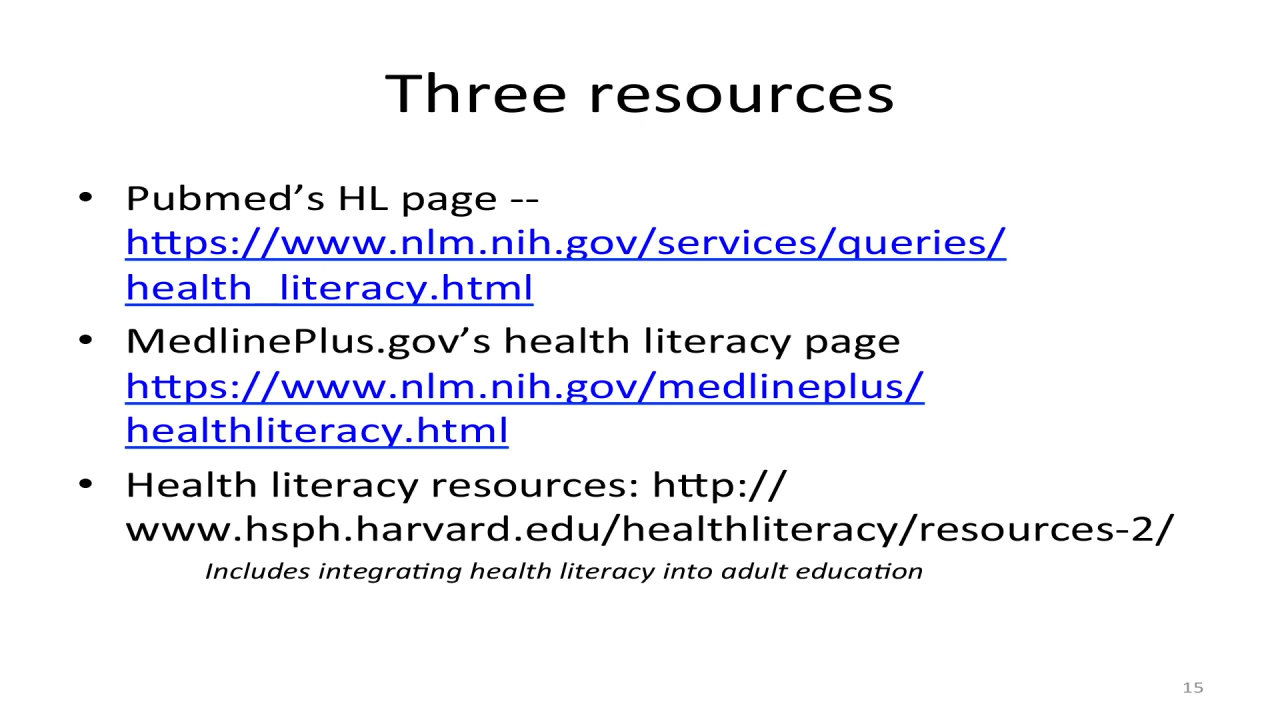 Three resources
• Pubmed’s HL page --
https://www.nlm.nih.gov/services/queries/
health_literacy.html
• MedlinePlus.gov’s health literacy page
https://www.nlm.nih.gov/medlineplus/
healthliteracy.html
• Health literacy resources: http://
www.hsph.harvard.edu/healthliteracy/resources-2/
Includes integrating health literacy into adult education
15